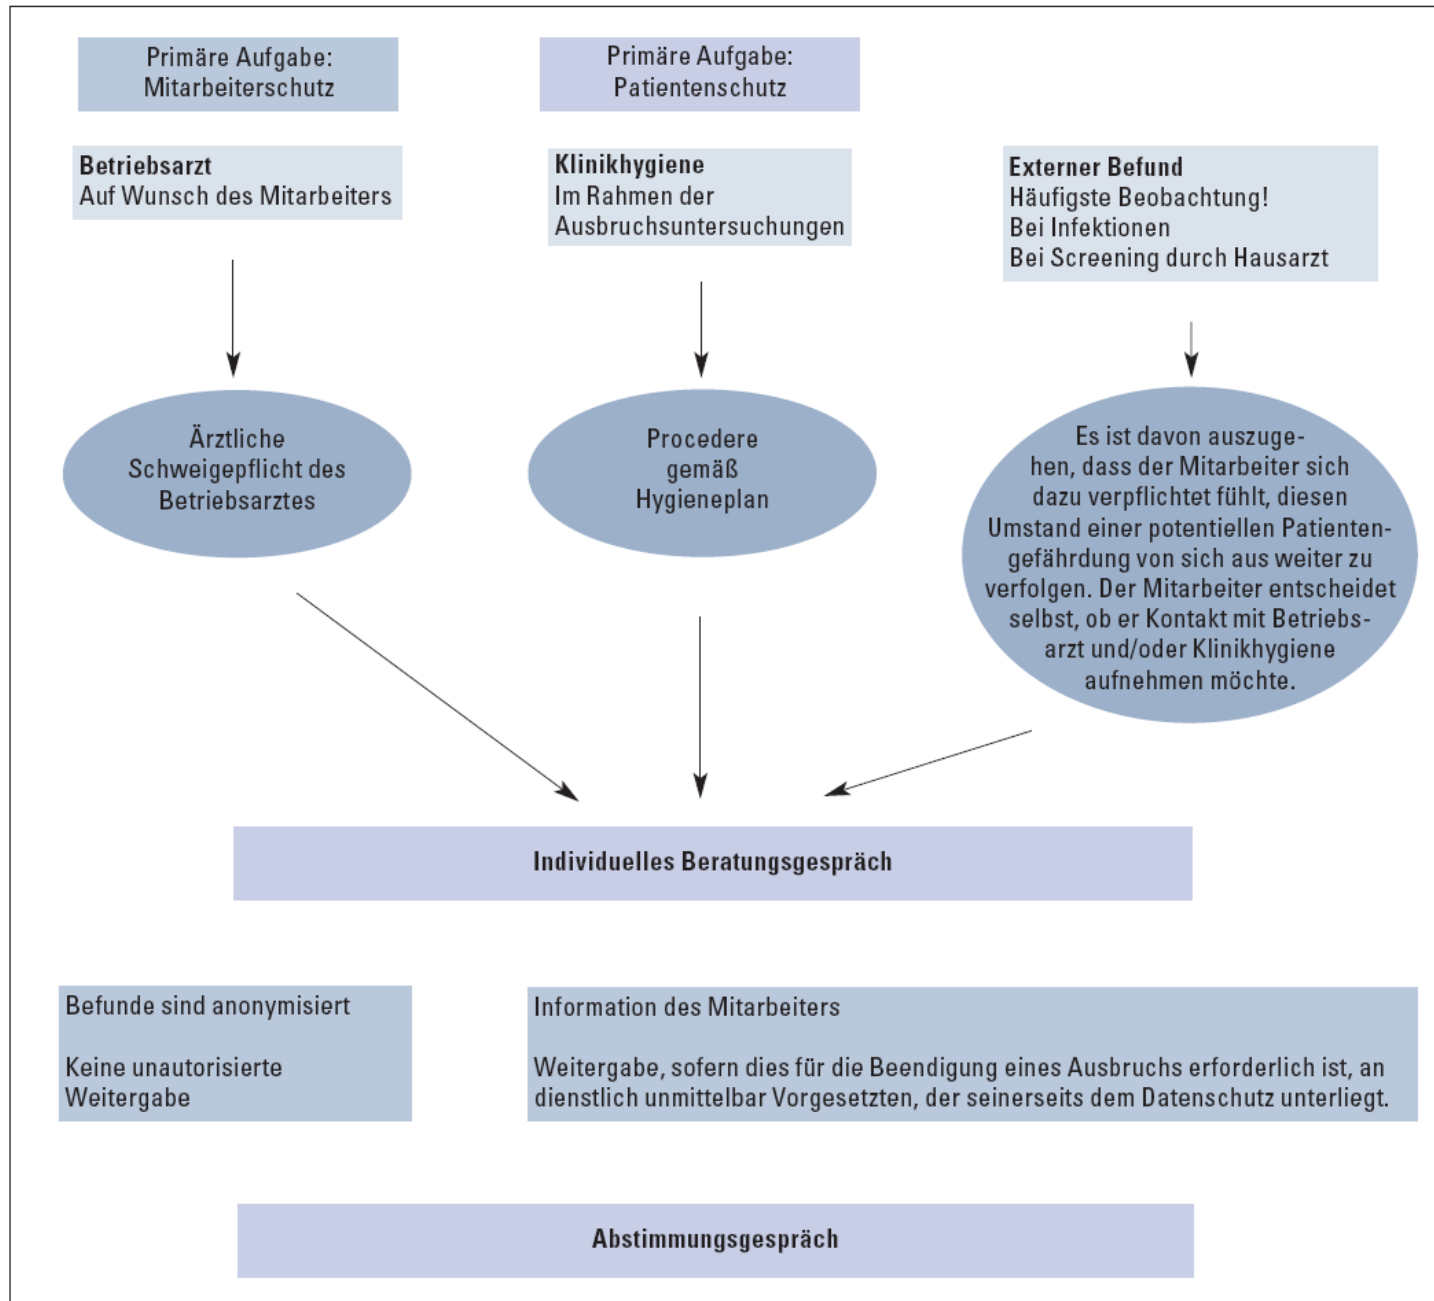 Primäre Aufgabe:
Mitarbeiterschutz
Primäre Aufgabe:
Patientenschutz
Betriebsarzt
Auf Wunsch des Mitarbeiters
Klinikhygiene
Im Rahmen der
Ausbruchsuntersuchungen
Externer Befund
Häufigste Beobachtung!
Bei Infektionen
Bei Screening durch Hausarzt
Ärztliche
Schweigepflicht des
Betriebsarztes
Procedere
gemäß
Hygieneplan
Es ist davon auszuge-
hen, dass der Mitarbeiter sich
dazu verpflichtet fühlt, diesen
Umstand einer potentiellen Patienten-
gefährdung von sich aus weiter zu
verfolgen. Der Mitarbeiter entscheidet
selbst, ob er Kontakt mit Betriebs-
arzt und/oder Klinikhygiene
aufnehmen möchte.
Individuelles Beratungsgespräch
Befunde sind anonymisiert
Keine unautorisierte
Weitergabe
Information des Mitarbeiters
Weitergabe, sofern dies für die Beendigung eines Ausbruchs erforderlich ist, an
dienstlich unmittelbar Vorgesetzten, der seinerseits dem Datenschutz unterliegt.
Abstimmungsgespräch